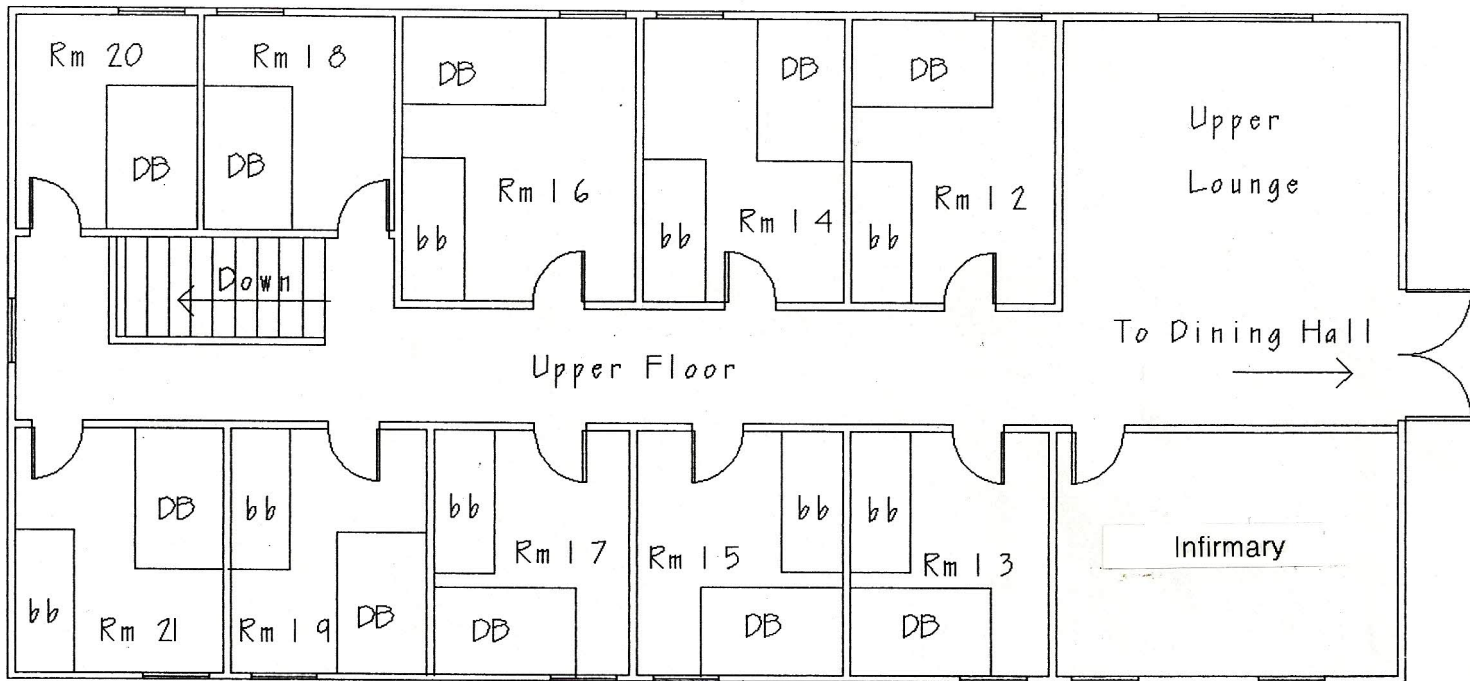 Rm 20
Rm 18
DB
DB
DB
Upper
Lounge
DB
DB
DB
Rm 16
Rm 14
Rm 12
bb
bb
bb
Down
Upper Floor
To Dining Hall
DB
bb
bb
bb
bb
Rm 17
Rm 15
Rm 13
Infirmary
bb
Rm 21
Rm 19
DB
DB
DB
DB